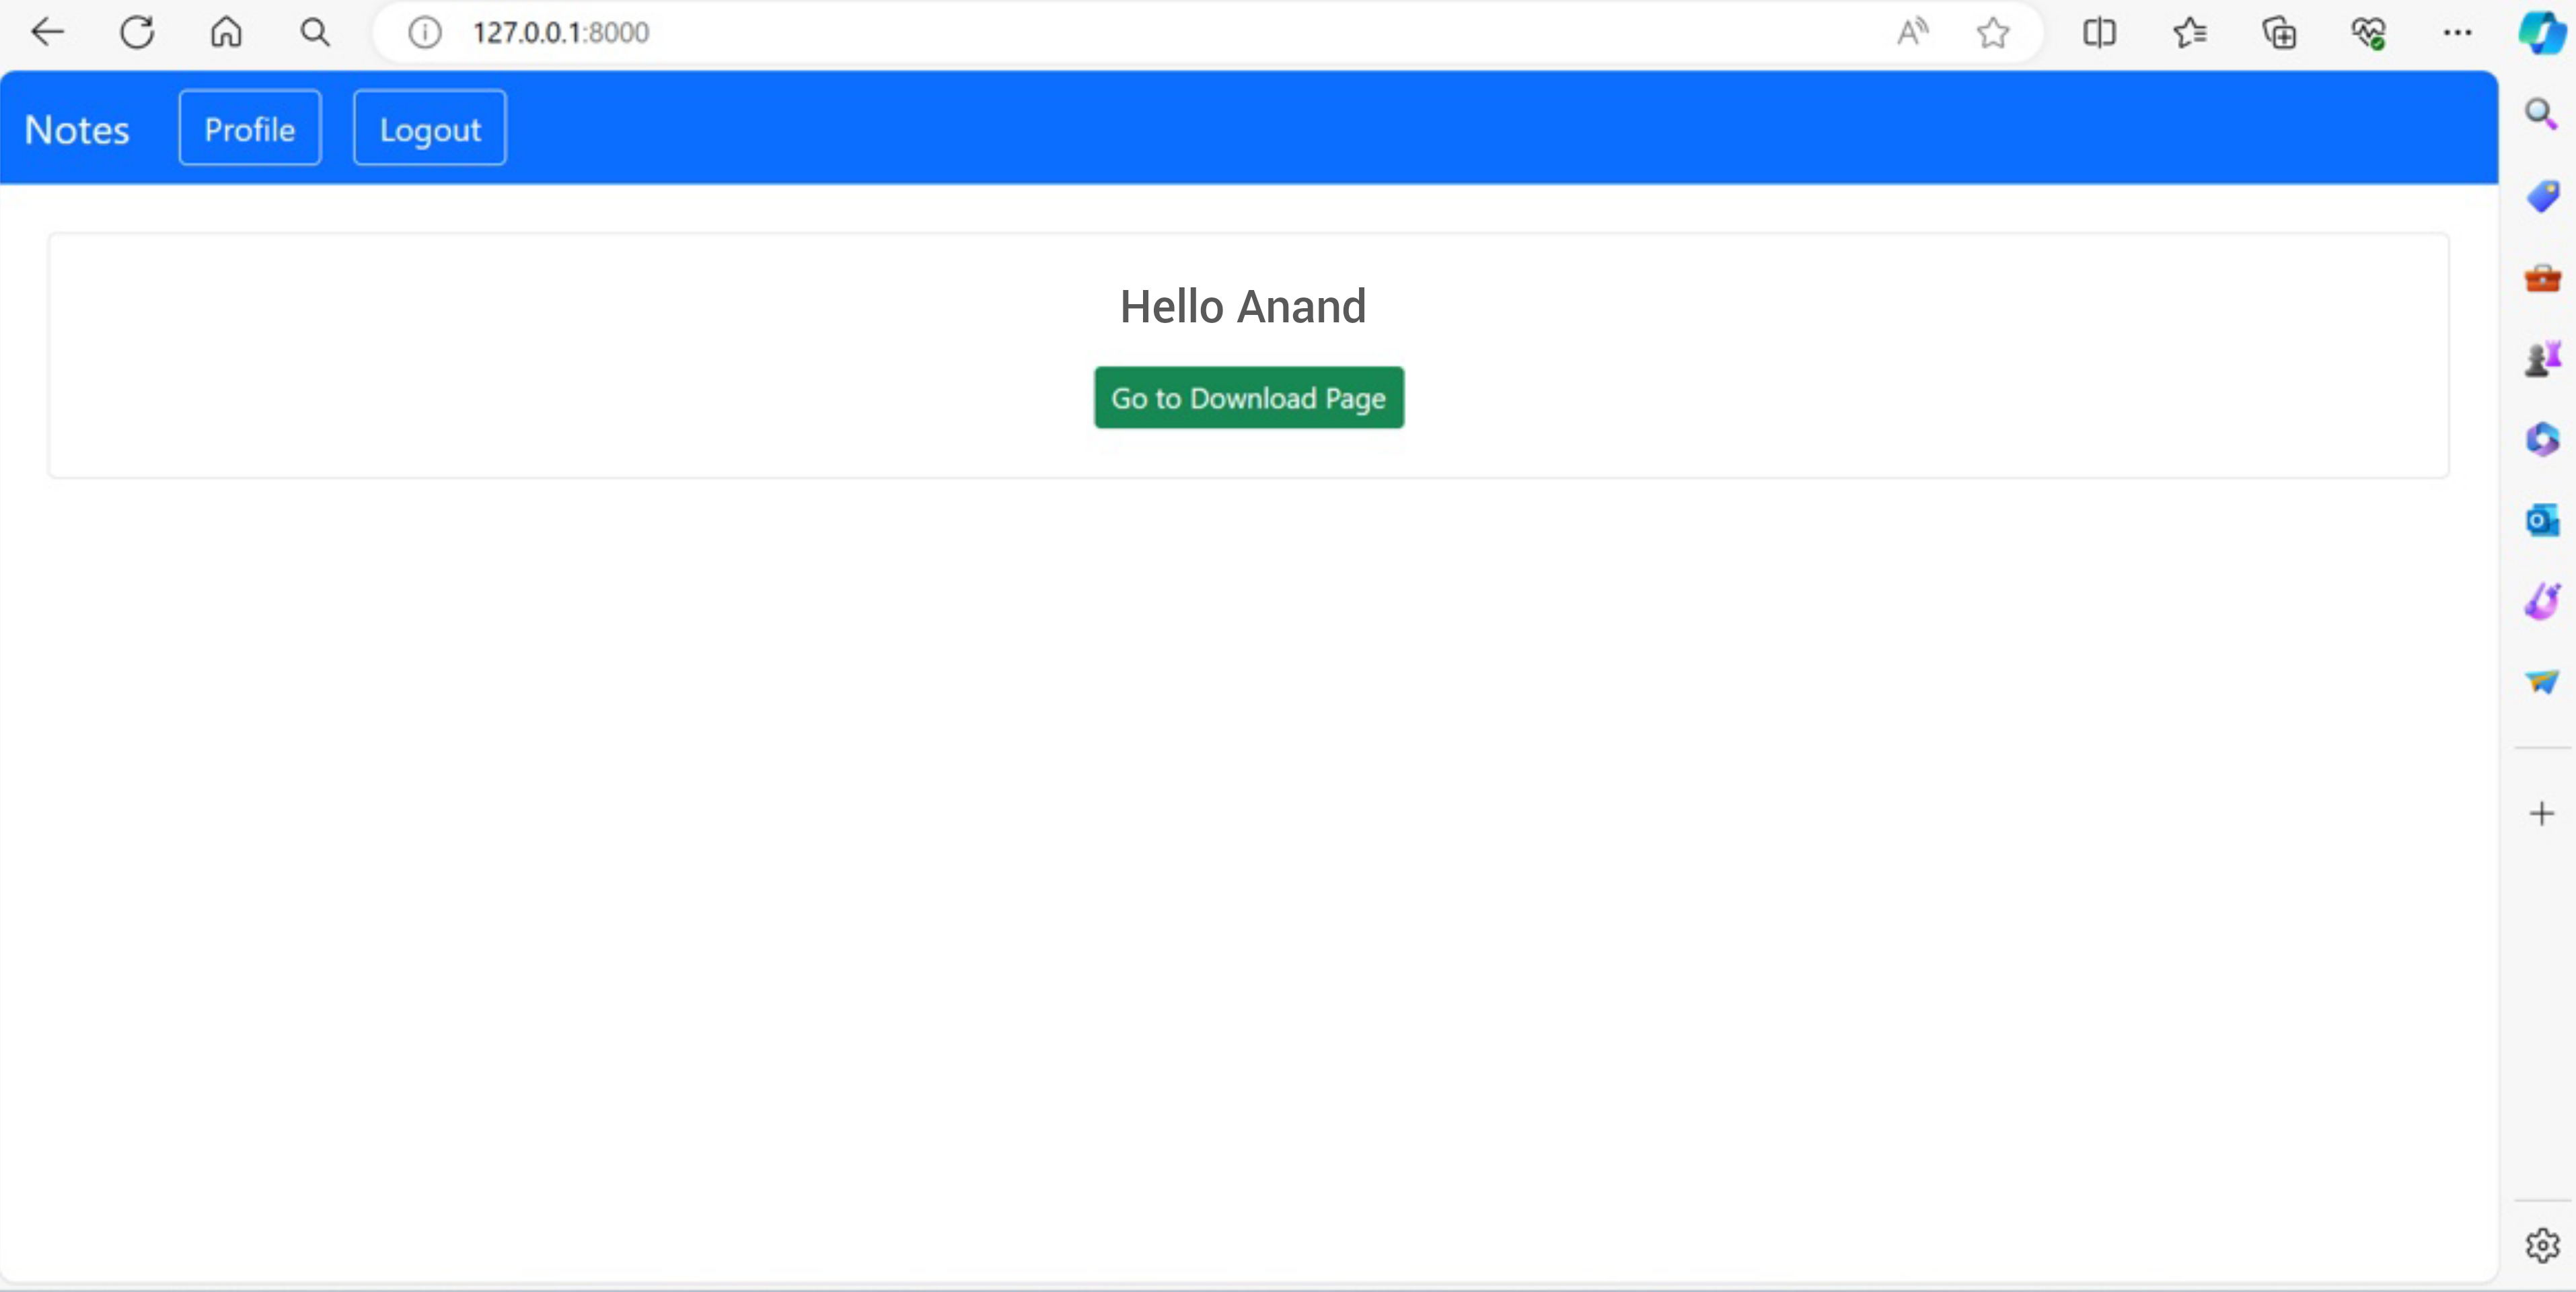 127.0.0.1:8000
Notes Profile Logout
Hello Anand
Go to Download Page